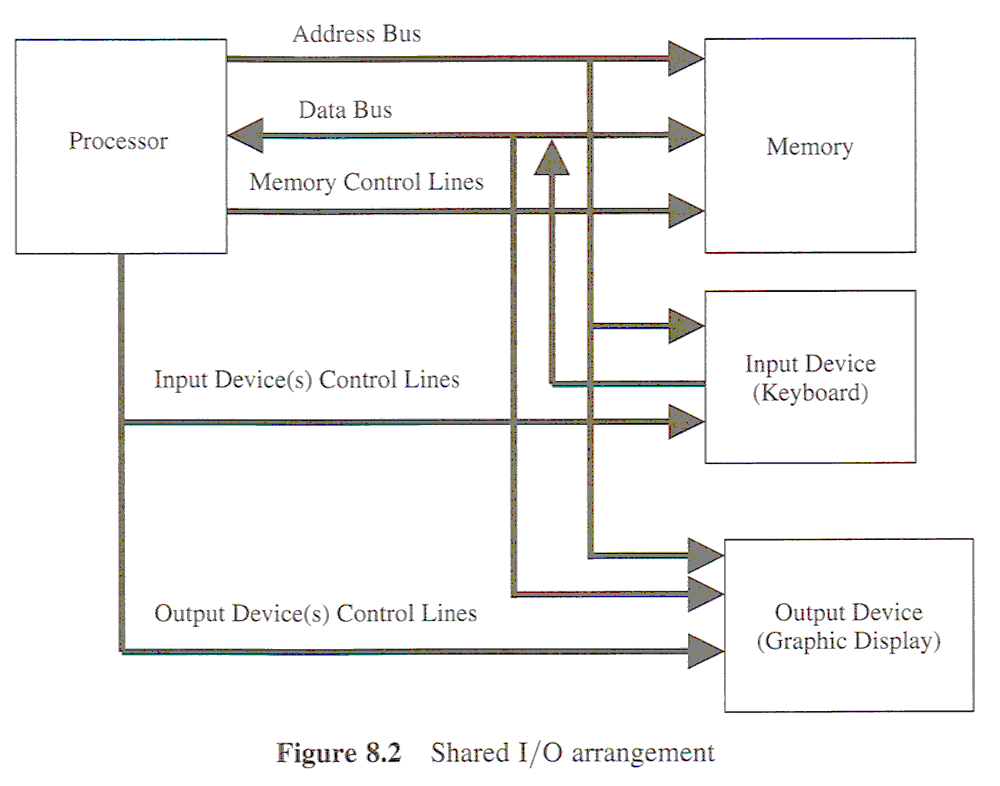 Address Bus
Data Bus
Processor
Memory
Memory Control Lines
Input Device
(Keyboard)
Input Device(s) Control Lines
Output Device(s) Control Lines
Output Device
(Graphic Display)
Figure 8.2 Shared I/O arrangement